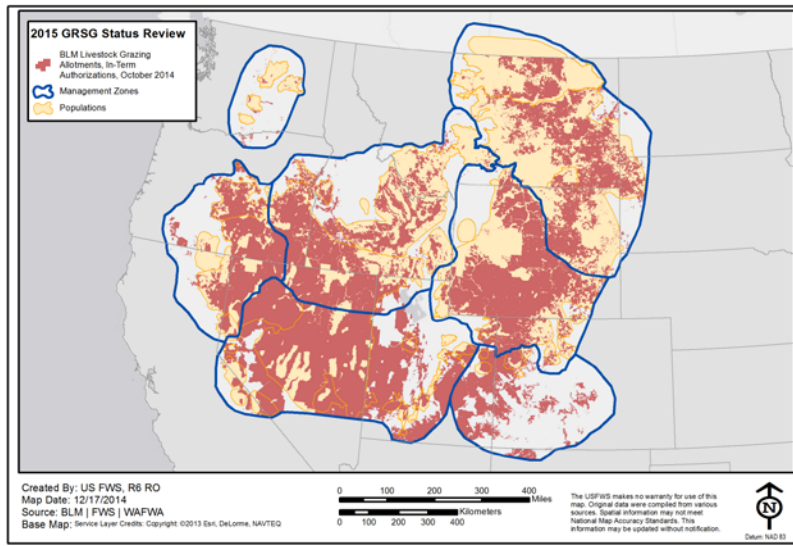 2015 GRSG Status Review
BLM Livestock Grazing
Allotments, In-Term
Authorizations, October 2014
Management Zones
Populations
Created By: US FWS, R6 RO
Map Date: 12/17/2014
Source: BLM | FWS | WAFWA
Base Map: Service Layer Credits: Copyright: ©2013 Esri, DeLorme, NAVTEQ
0 100 200 300 400
Miles
Kilometers
0 100 200 300 400
The USFWS makes no warranty for use of this
map. Original data were compiled from various
sources. Spatial information may not meet
National Map Accuracy Standards. This
information may be updated without notification.
N
Datum: NAD 83